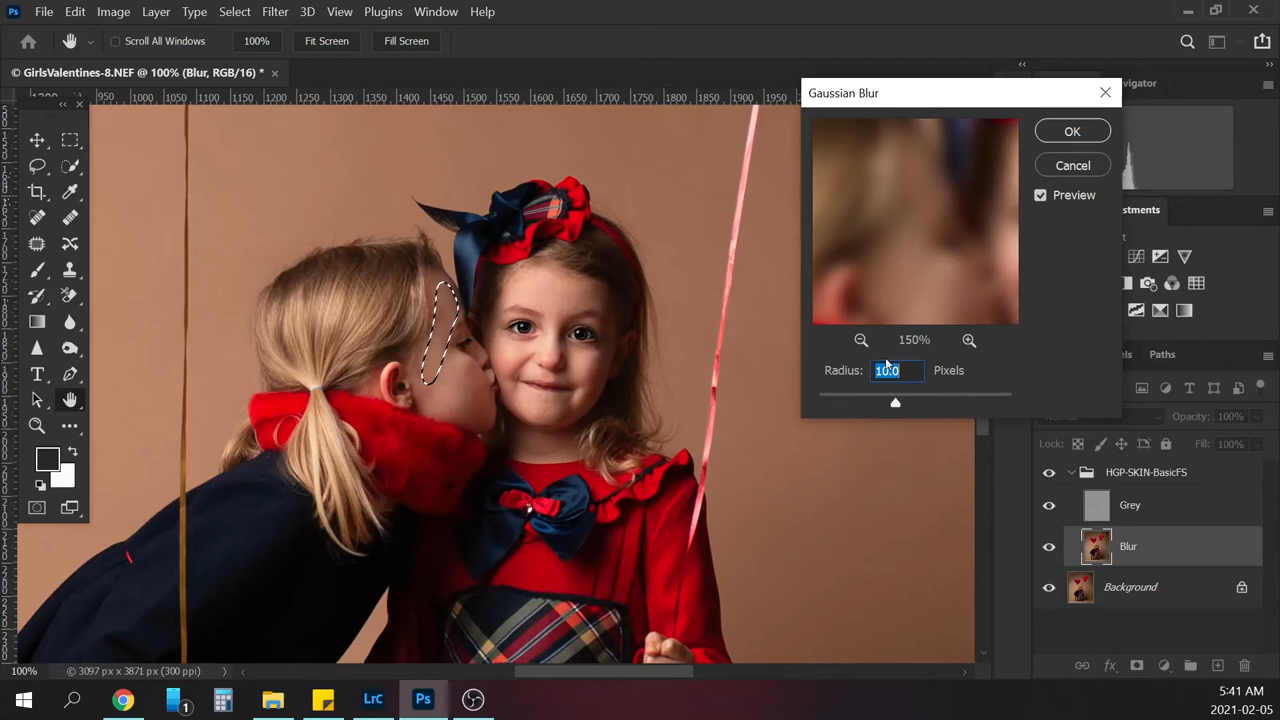 Ps File Edit Image Layer Type Select Filter 3D View Plugins Window Help
Scroll All Windows 100% Fit Screen Fill Screen
© GirlsValentines-8.NEF @ 100% (Blur, RGB/16) *
950 1000 1050 1100 1150 1200 1250 1300 1350 1400 1450 1500 1550 1600 1650 1700 1750 1800 1850 1900 1950
Gaussian Blur
OK
Cancel
Preview
150%
Radius: 10.0 Pixels
Paths
Opacity: 100%
Lock: Fill: 100%
HGP-SKIN-BasicFS
Grey
Blur
Background
100% © 3097 px x 3871 px (300 ppi)
1 Lrc Ps
5:41 AM
2021-02-05